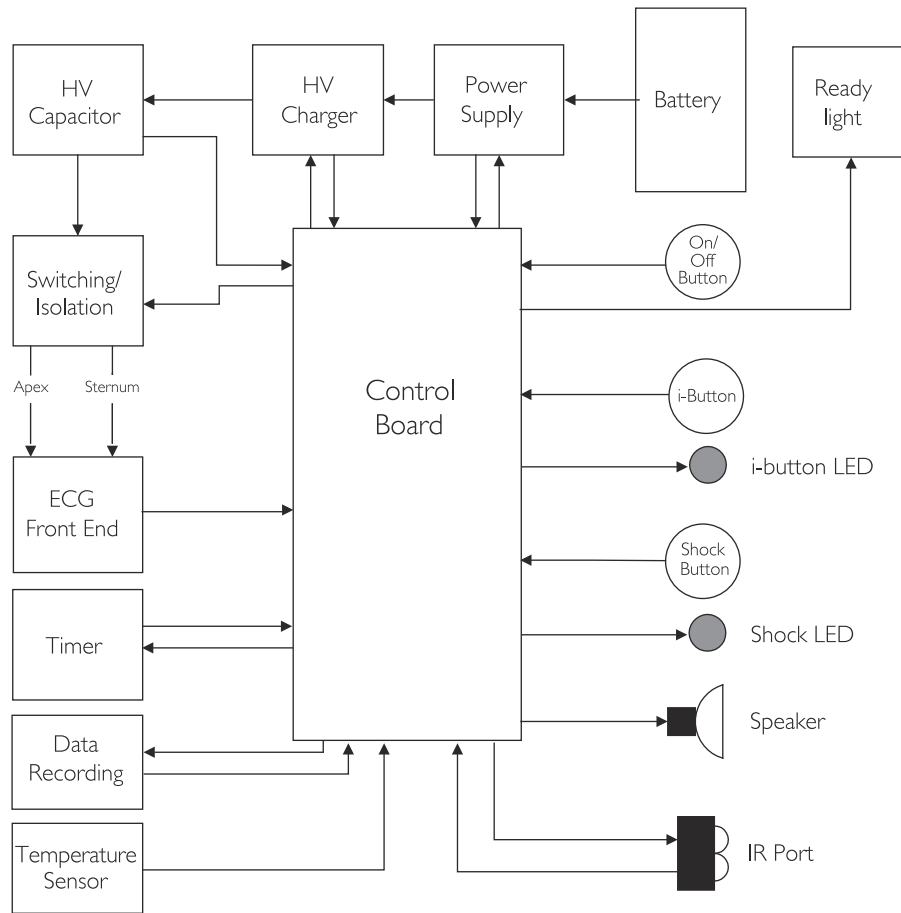 HV
Capacitor
HV
Charger
Power
Supply
Battery
Ready
light
On/
Off
Button
Switching/
Isolation
Apex
Sternum
Control
Board
i-Button
i-button LED
ECG
Front End
Shock
Button
Shock LED
Timer
Speaker
Data
Recording
Temperature
Sensor
IR Port